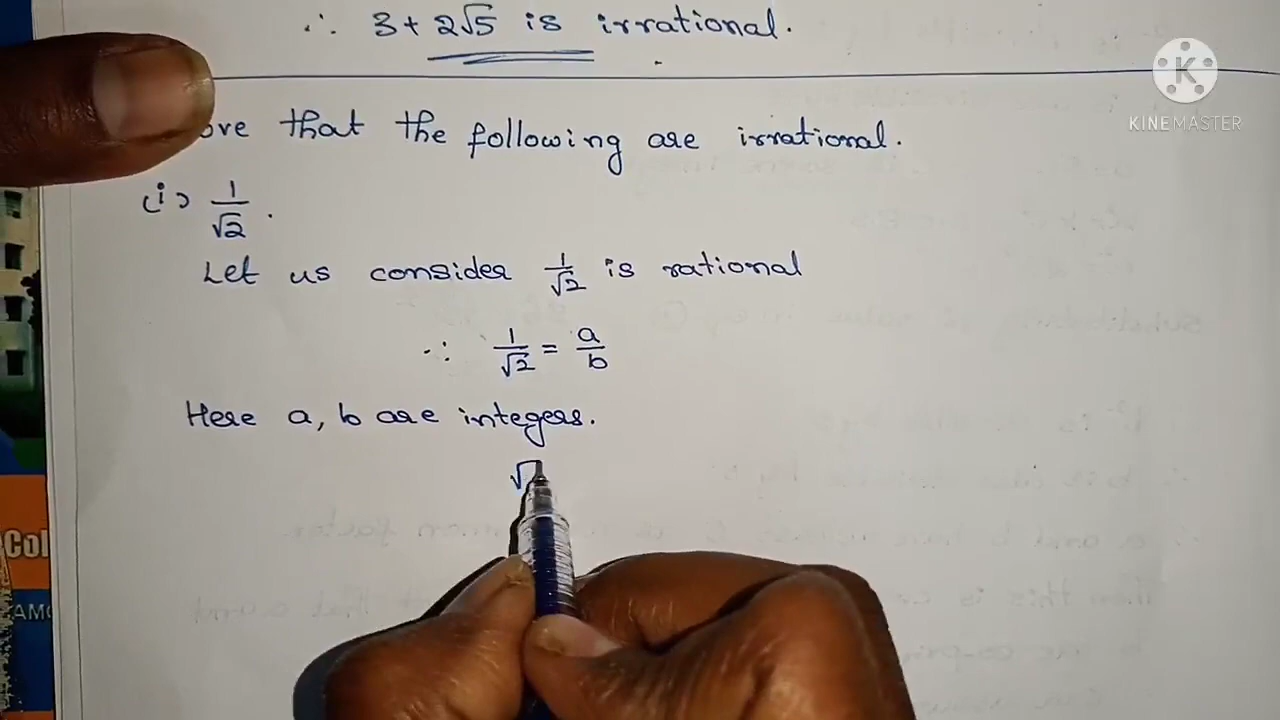 ∴ 3 + 2√5 is irrational.
that the following are irrational.
(i) 1/√2 .
Let us consider 1/√2 is rational
∴ 1/√2 = a/b
Here a, b are integers.
√
KINEMASTER
Col